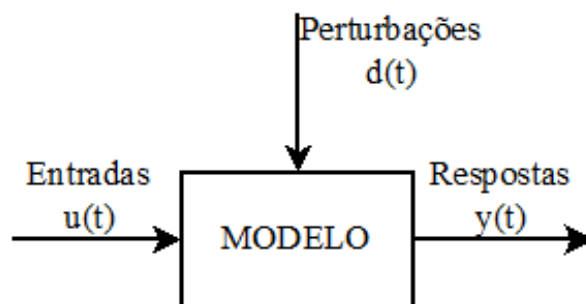 Perturbações
d(t)
Entradas
u(t)
MODELO
Respostas
y(t)